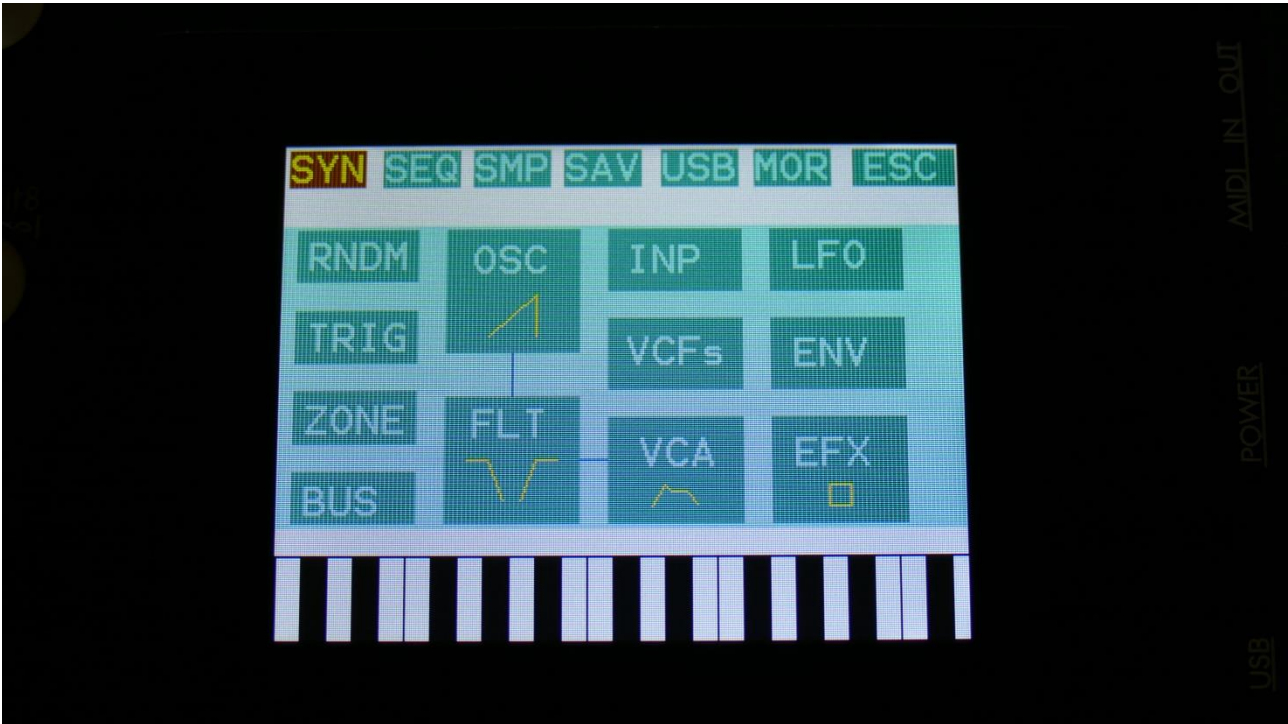 SYN SEQ SMP SAV USB MOR ESC
RNDM OSC INP LFO
TRIG VCFs ENV
ZONE FLT VCA EFX
BUS
MIDI IN OUT
POWER
USB